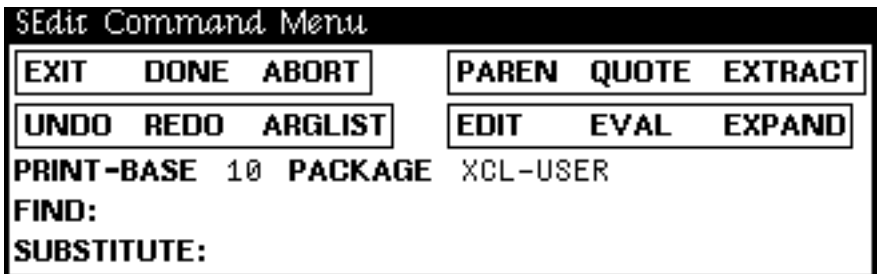 SEdit Command Menu
EXIT DONE ABORT PAREN QUOTE EXTRACT
UNDO REDO ARGLIST EDIT EVAL EXPAND
PRINT-BASE 10 PACKAGE XCL-USER
FIND:
SUBSTITUTE: